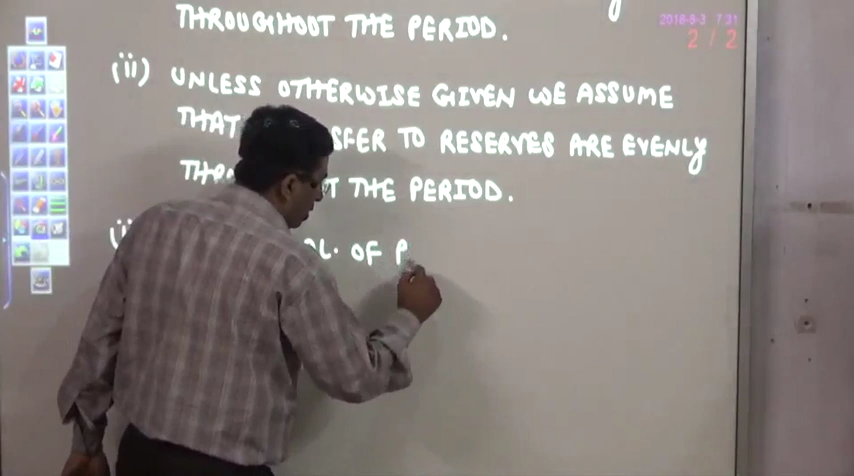 THROUGHOUT THE PERIOD.
2018-8-3 7:31
2/2
(ii) UNLESS OTHERWISE GIVEN WE ASSUME
THAT TO RESERVES ARE EVENLY
THE PERIOD.
OF P